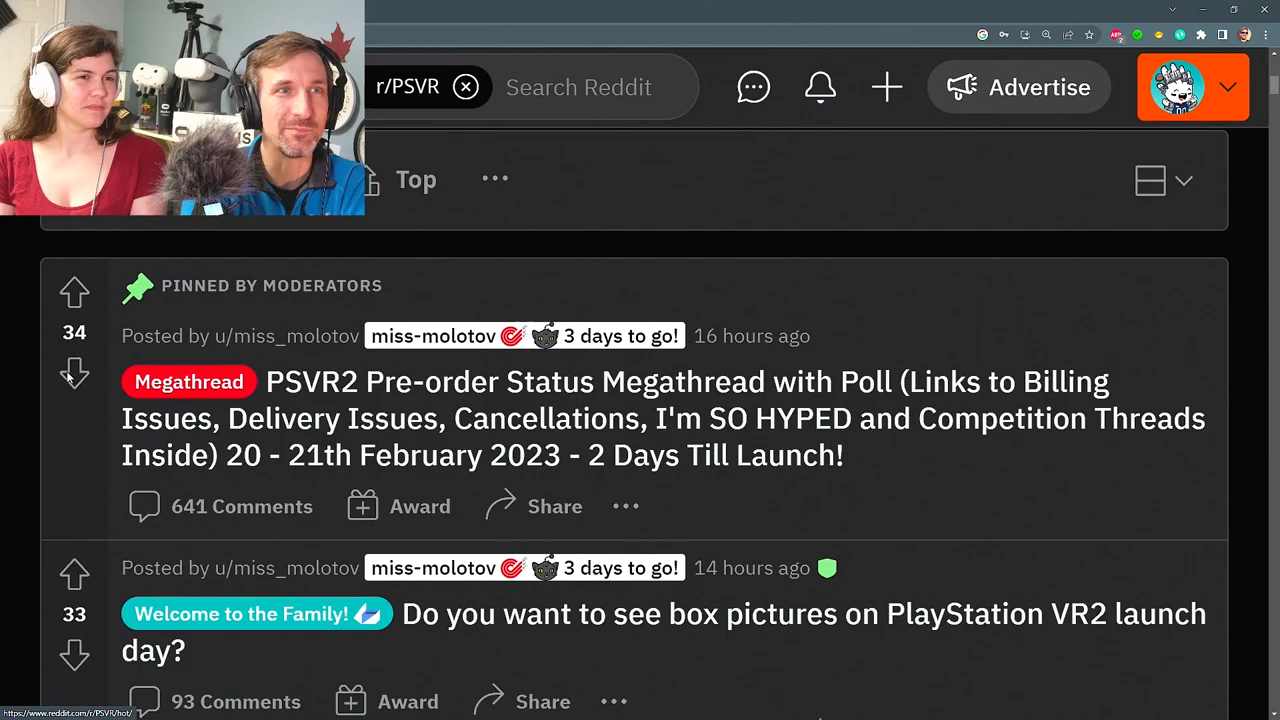 r/PSVR
Search Reddit
Advertise
Top
PINNED BY MODERATORS
34
Posted by u/miss_molotov miss-molotov 3 days to go! 16 hours ago
Megathread PSVR2 Pre-order Status Megathread with Poll (Links to Billing
Issues, Delivery Issues, Cancellations, I'm SO HYPED and Competition Threads
Inside) 20 - 21th February 2023 - 2 Days Till Launch!
641 Comments Award Share
Posted by u/miss_molotov miss-molotov 3 days to go! 14 hours ago
33
Welcome to the Family! Do you want to see box pictures on PlayStation VR2 launch
day?
93 Comments Award Share
https://www.reddit.com/r/PSVR/hot/